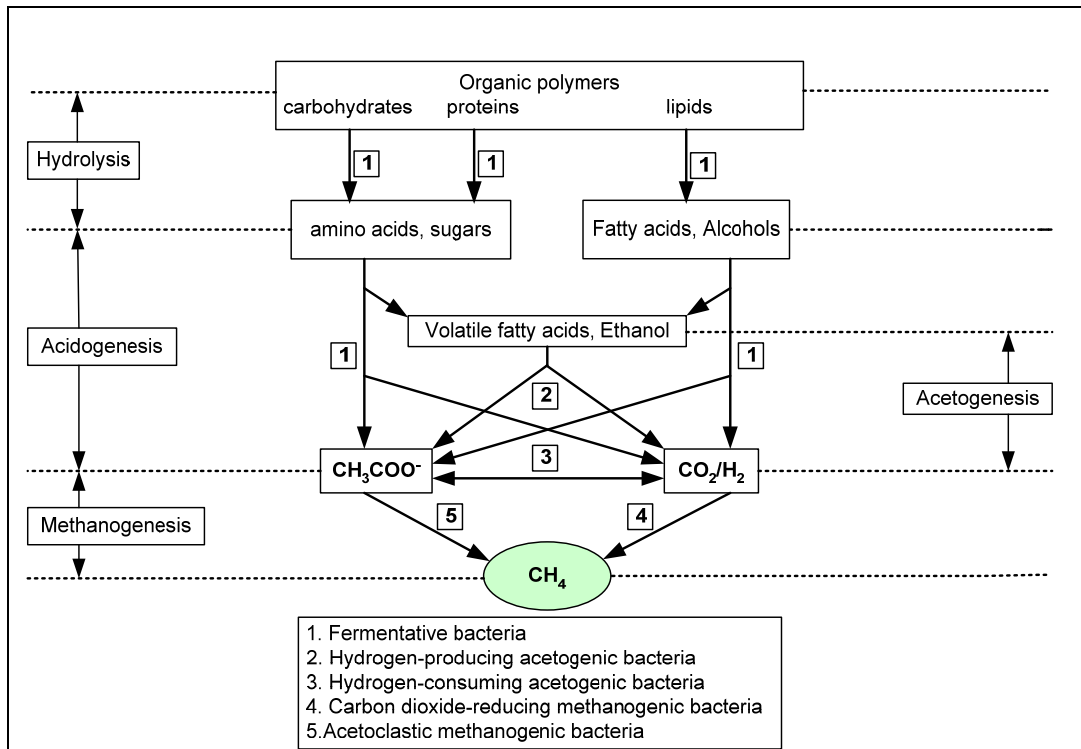 Organic polymers
carbohydrates proteins lipids
Hydrolysis
1 1 1
amino acids, sugars Fatty acids, Alcohols
Volatile fatty acids, Ethanol
Acidogenesis
1 1
2
Acetogenesis
CH₃COO⁻ 3 CO₂/H₂
Methanogenesis
5 4
CH₄
1. Fermentative bacteria
2. Hydrogen-producing acetogenic bacteria
3. Hydrogen-consuming acetogenic bacteria
4. Carbon dioxide-reducing methanogenic bacteria
5.Acetoclastic methanogenic bacteria